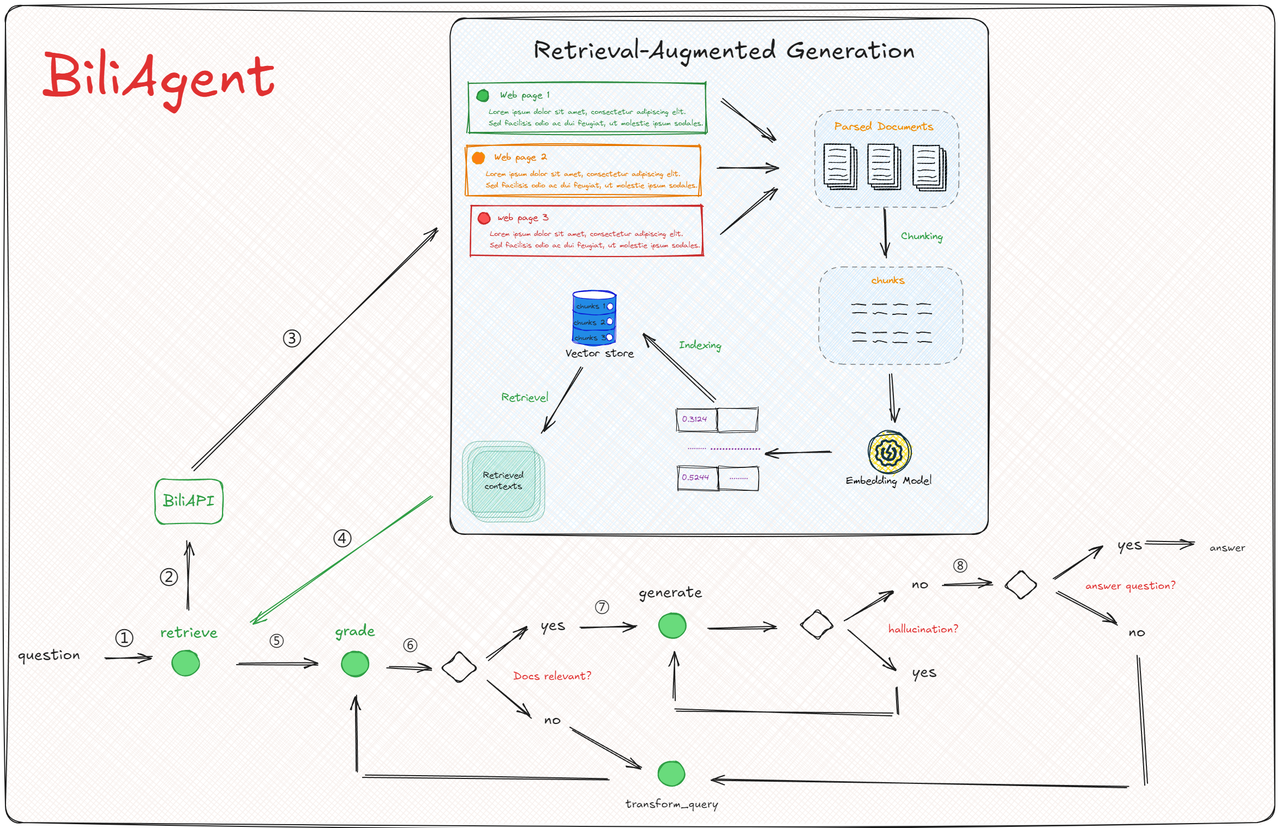 BiliAgent
Retrieval-Augmented Generation
Web page 1
Lorem ipsum dolor sit amet, consectetur adipiscing elit.
Sed facilisis odio ac dui feugiat, ut molestie ipsum sodales.
Web page 2
Lorem ipsum dolor sit amet, consectetur adipiscing elit.
Sed facilisis odio ac dui feugiat, ut molestie ipsum sodales.
web page 3
Lorem ipsum dolor sit amet, consectetur adipiscing elit.
Sed facilisis odio ac dui feugiat, ut molestie ipsum sodales.
Parsed Documents
Chunking
chunks
Embedding Model
0.3124
0.5244
Indexing
chunks 1
chunks 2
chunks 3
Vector store
Retrievel
Retrieved
contexts
③
BiliAPI
②
④
①
question
retrieve
⑤
grade
⑥
yes
Docs relevant?
no
⑦
generate
no
hallucination?
yes
⑧
yes
answer
answer question?
no
transform_query